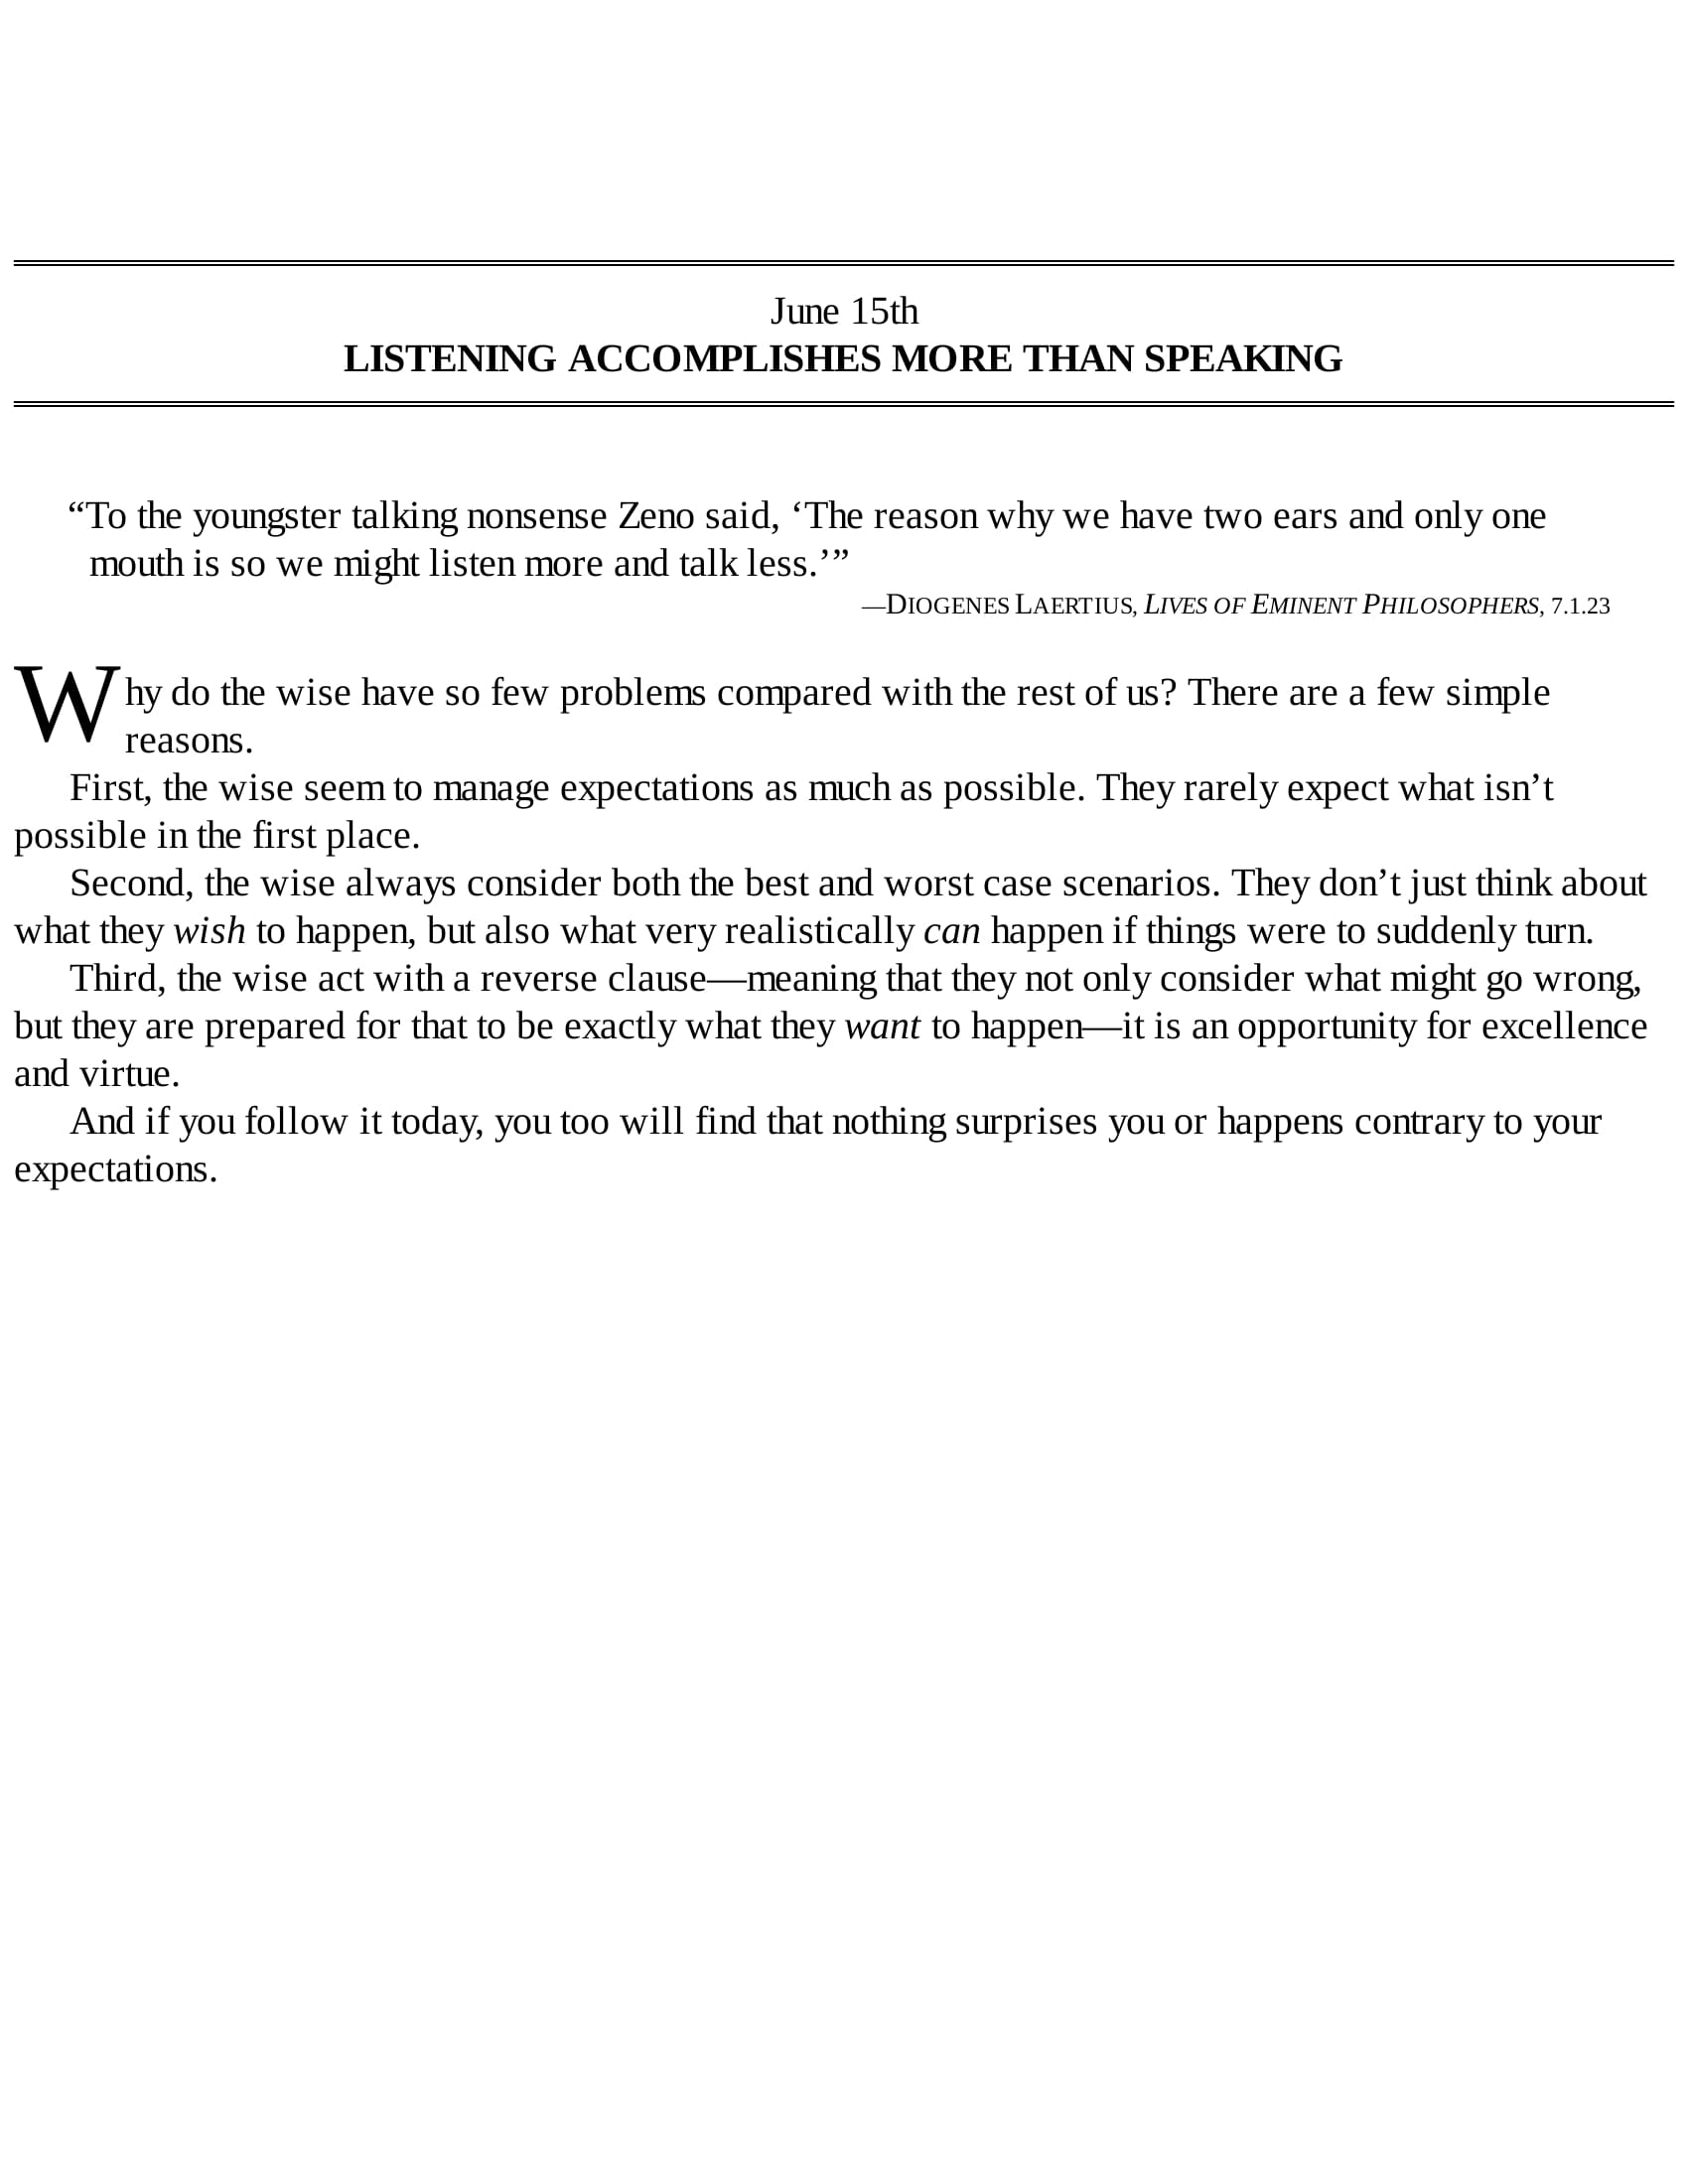 June 15th
LISTENING ACCOMPLISHES MORE THAN SPEAKING
“To the youngster talking nonsense Zeno said, ‘The reason why we have two ears and only one
mouth is so we might listen more and talk less.’”
—DIOGENES LAERTIUS, LIVES OF EMINENT PHILOSOPHERS, 7.1.23
Why do the wise have so few problems compared with the rest of us? There are a few simple
reasons.
First, the wise seem to manage expectations as much as possible. They rarely expect what isn’t
possible in the first place.
Second, the wise always consider both the best and worst case scenarios. They don’t just think about
what they wish to happen, but also what very realistically can happen if things were to suddenly turn.
Third, the wise act with a reverse clause—meaning that they not only consider what might go wrong,
but they are prepared for that to be exactly what they want to happen—it is an opportunity for excellence
and virtue.
And if you follow it today, you too will find that nothing surprises you or happens contrary to your
expectations.